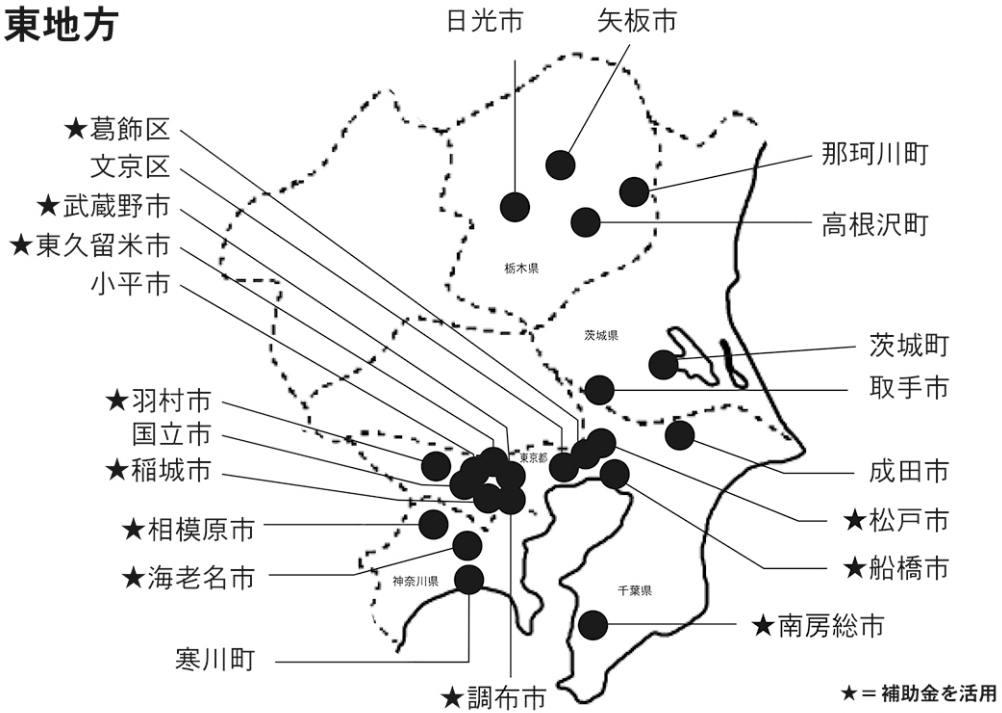 東地方
日光市
矢板市
★葛飾区
文京区
★武蔵野市
★東久留米市
小平市
那珂川町
高根沢町
栃木県
茨城県
茨城町
取手市
★羽村市
国立市
★稲城市
東京都
成田市
★相模原市
★松戸市
★海老名市
神奈川県
★船橋市
千葉県
★南房総市
寒川町
★調布市
★＝補助金を活用